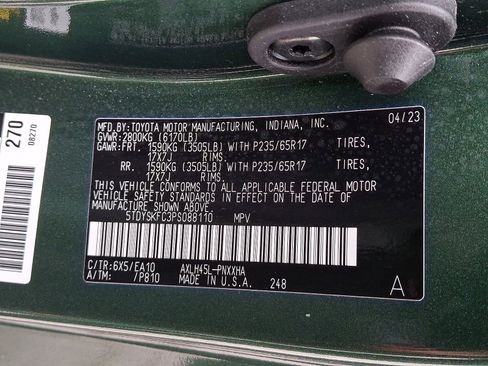 270
08270
MFD.BY:TOYOTA MOTOR MANUFACTURING, INDIANA, INC. 04/23
GVWR:2800KG (6170LB)
GAWR:FRT. 1590KG (3505LB) WITH P235/65R17 TIRES,
17X7J RIMS.
RR. 1590KG (3505LB) WITH P235/65R17 TIRES,
17X7J RIMS.
THIS VEHICLE CONFORMS TO ALL APPLICABLE FEDERAL MOTOR
VEHICLE SAFETY STANDARDS IN EFFECT ON THE DATE OF
MANUFACTURE SHOWN ABOVE.
5TDYSKFC3PS088110 MPV
C/TR:6X5/EA10 AXLH45L-PNXXHA
A/TM: /P810 MADE IN U.S.A. 248
A